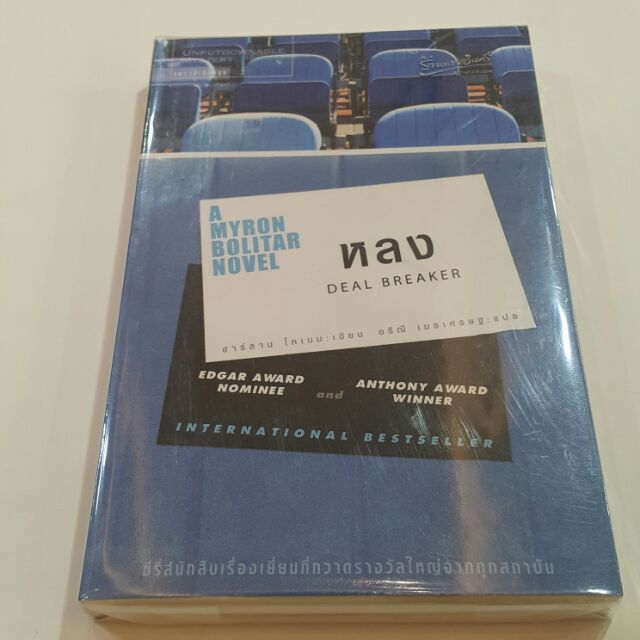 UNPUTDOWNABLE
MYSTERY
A
MYRON
BOLITAR
NOVEL
หลง
DEAL BREAKER
ฮาร์ลาน โคเบน:เขียน อริณี เมธเศรษฐ:แปล
EDGAR AWARD
NOMINEE
and
ANTHONY AWARD
WINNER
INTERNATIONAL BESTSELLER
ซีรี่ส์นักสืบเรื่องเยี่ยมที่กวาดรางวัลใหญ่จากทุกสถาบัน